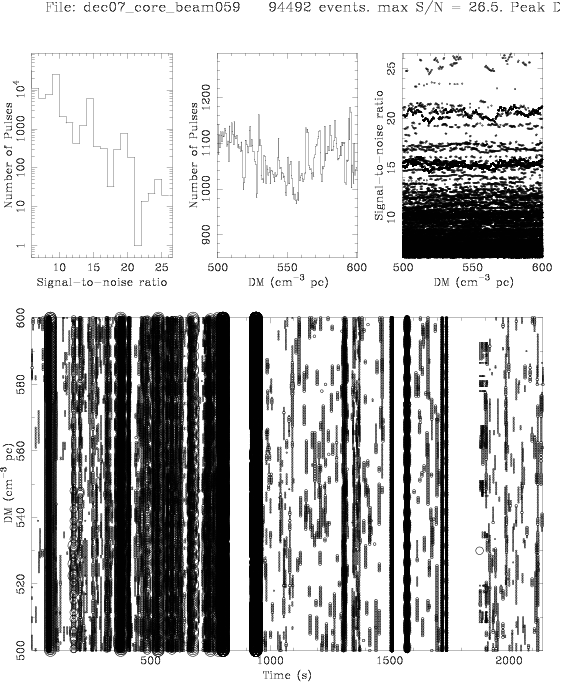 File: dec07_core_beam059 94492 events. max S/N = 26.5. Peak D
Number of Pulses
10⁴
1000
100
10
1
10 15 20 25
Signal-to-noise ratio
Number of Pulses
1200
1100
1000
900
500 550 600
DM (cm⁻³ pc)
Signal-to-noise ratio
25
20
15
10
500 550 600
DM (cm⁻³ pc)
DM (cm⁻³ pc)
600
580
560
540
520
500
500 1000 1500 2000
Time (s)